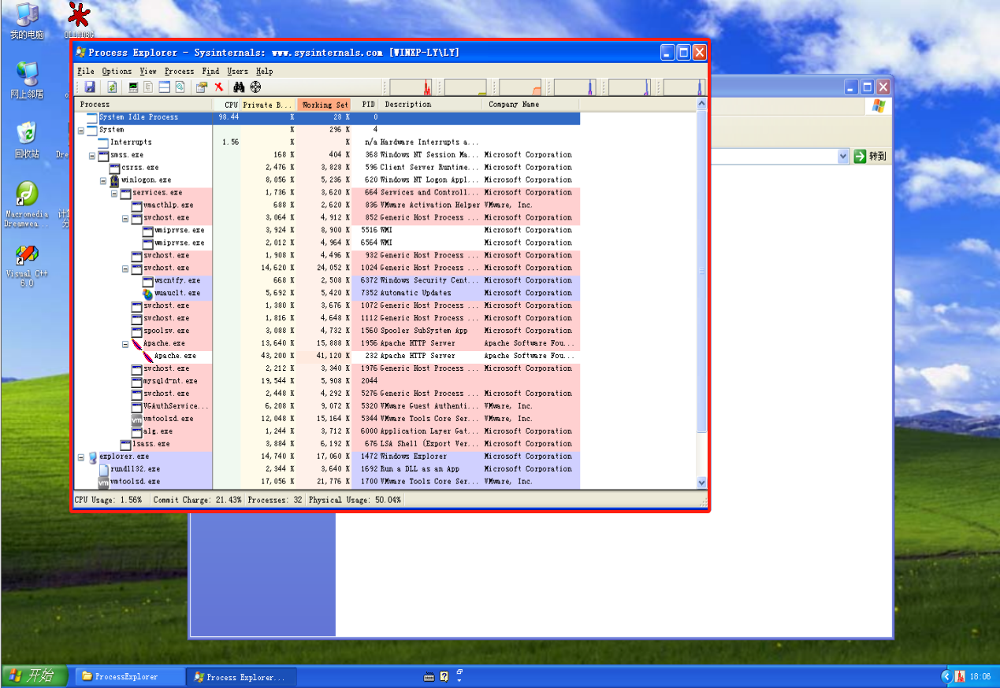 我的电脑
OLLYDBG
网上邻居
回收站
Macromedia
Dreamwea...
Visual C++
6.0
Process Explorer - Sysinternals: www.sysinternals.com [WINXP-LY\LY]
File Options View Process Find Users Help
Process CPU Private B... Working Set PID Description Company Name
System Idle Process 98.44 K 28 K 0
System K 296 K 4
Interrupts 1.56 K K n/a Hardware Interrupts a...
smss.exe 168 K 404 K 368 Windows NT Session Ma... Microsoft Corporation
csrss.exe 2,476 K 3,828 K 596 Client Server Runtime... Microsoft Corporation
winlogon.exe 8,056 K 5,236 K 620 Windows NT Logon Appl... Microsoft Corporation
services.exe 1,736 K 3,620 K 664 Services and Controll... Microsoft Corporation
vmacthlp.exe 688 K 2,620 K 836 VMware Activation Helper VMware, Inc.
svchost.exe 3,064 K 4,912 K 852 Generic Host Process ... Microsoft Corporation
wmiprvse.exe 3,924 K 8,900 K 5516 WMI Microsoft Corporation
wmiprvse.exe 2,012 K 4,964 K 6564 WMI Microsoft Corporation
svchost.exe 1,908 K 4,496 K 932 Generic Host Process ... Microsoft Corporation
svchost.exe 14,620 K 24,052 K 1024 Generic Host Process ... Microsoft Corporation
wscntfy.exe 668 K 2,508 K 6372 Windows Security Cent... Microsoft Corporation
wuauclt.exe 5,692 K 5,420 K 7352 Automatic Updates Microsoft Corporation
svchost.exe 1,380 K 3,676 K 1072 Generic Host Process ... Microsoft Corporation
svchost.exe 1,816 K 4,648 K 1112 Generic Host Process ... Microsoft Corporation
spoolsv.exe 3,088 K 4,732 K 1560 Spooler SubSystem App Microsoft Corporation
Apache.exe 13,640 K 15,888 K 1956 Apache HTTP Server Apache Software Fou...
Apache.exe 43,200 K 41,120 K 232 Apache HTTP Server Apache Software Fou...
svchost.exe 2,212 K 3,340 K 1976 Generic Host Process ... Microsoft Corporation
mysqld-nt.exe 19,544 K 5,908 K 2044
svchost.exe 2,448 K 4,292 K 5276 Generic Host Process ... Microsoft Corporation
VGAuthService... 6,208 K 9,072 K 5320 VMware Guest Authenti... VMware, Inc.
vmtoolsd.exe 12,048 K 15,164 K 5344 VMware Tools Core Ser... VMware, Inc.
alg.exe 1,244 K 3,712 K 6000 Application Layer Gat... Microsoft Corporation
lsass.exe 3,884 K 6,192 K 676 LSA Shell (Export Ver... Microsoft Corporation
explorer.exe 14,740 K 17,060 K 1472 Windows Explorer Microsoft Corporation
rundll32.exe 2,344 K 3,640 K 1692 Run a DLL as an App Microsoft Corporation
vmtoolsd.exe 17,056 K 21,776 K 1700 VMware Tools Core Ser... VMware, Inc.
CPU Usage: 1.56% Commit Charge: 21.43% Processes: 32 Physical Usage: 50.04%
转到
开始
ProcessExplorer
Process Explorer...
18:06